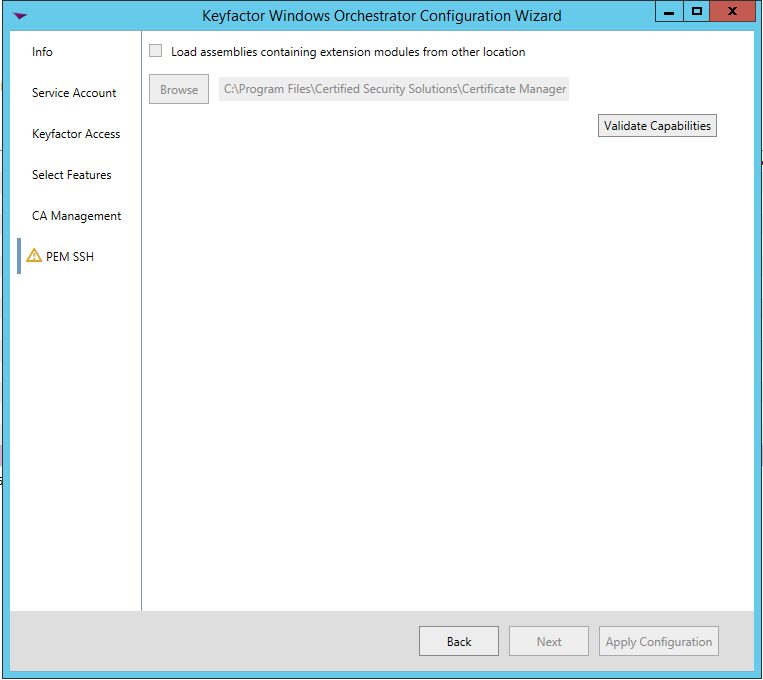 Keyfactor Windows Orchestrator Configuration Wizard
Info
Service Account
Keyfactor Access
Select Features
CA Management
PEM SSH
Load assemblies containing extension modules from other location
Browse
C:\Program Files\Certified Security Solutions\Certificate Manager
Validate Capabilities
Back
Next
Apply Configuration